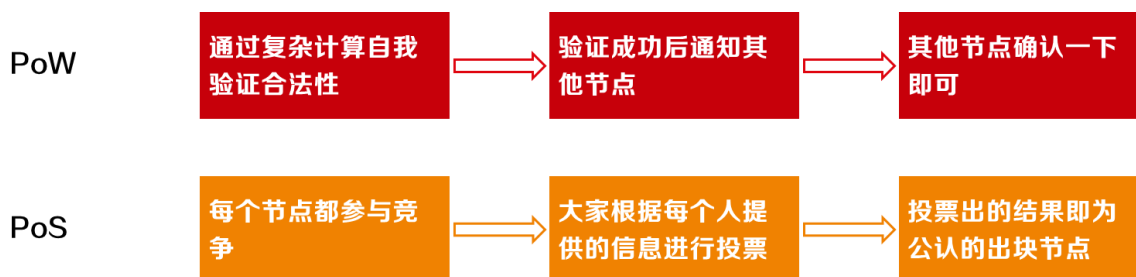 PoW
通过复杂计算自我
验证合法性
验证成功后通知其
他节点
其他节点确认一下
即可
PoS
每个节点都参与竞
争
大家根据每个人提
供的信息进行投票
投票出的结果即为
公认的出块节点